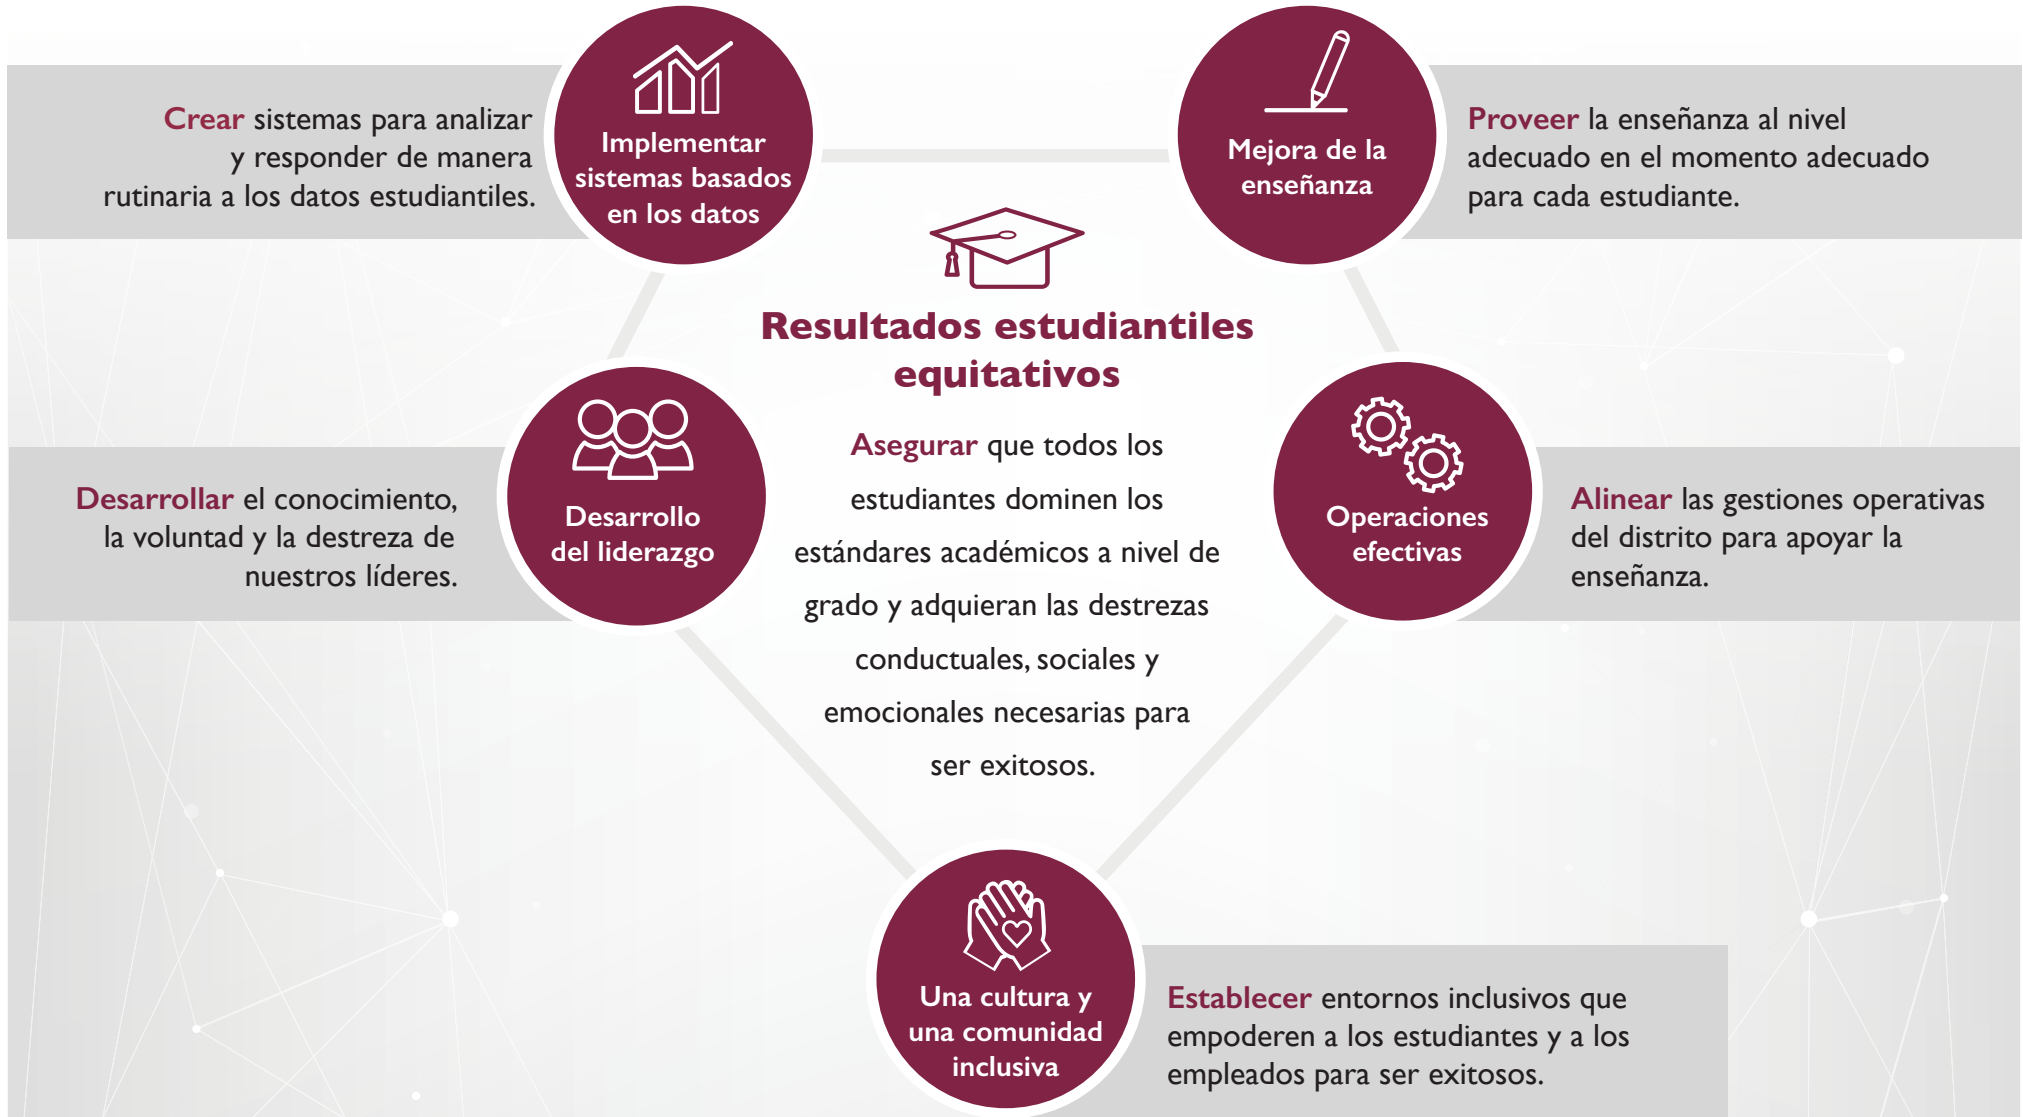 Crear sistemas para analizar
y responder de manera
rutinaria a los datos estudiantiles.
Implementar
sistemas basados
en los datos
Mejora de la
enseñanza
Proveer la enseñanza al nivel
adecuado en el momento adecuado
para cada estudiante.
Resultados estudiantiles
equitativos
Asegurar que todos los
estudiantes dominen los
estándares académicos a nivel de
grado y adquieran las destrezas
conductuales, sociales y
emocionales necesarias para
ser exitosos.
Desarrollar el conocimiento,
la voluntad y la destreza de
nuestros líderes.
Desarrollo
del liderazgo
Operaciones
efectivas
Alinear las gestiones operativas
del distrito para apoyar la
enseñanza.
Una cultura y
una comunidad
inclusiva
Establecer entornos inclusivos que
empoderen a los estudiantes y a los
empleados para ser exitosos.